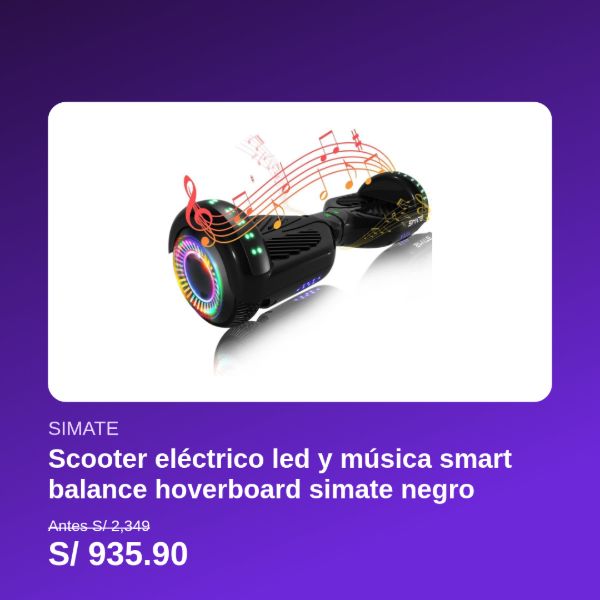 SIMATE
Scooter eléctrico led y música smart
balance hoverboard simate negro
Antes S/ 2,349
S/ 935.90